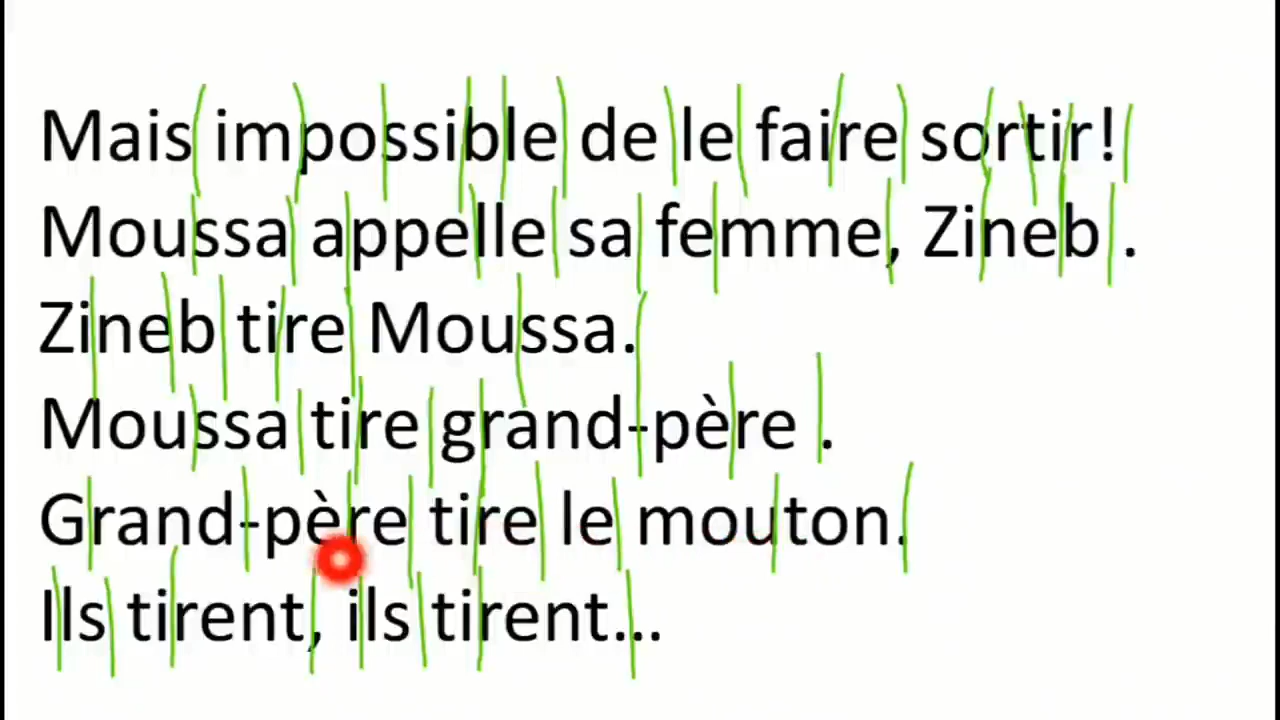 Mais impossible de le faire sortir!
Moussa appelle sa femme, Zineb .
Zineb tire Moussa.
Moussa tire grand-père .
Grand-père tire le mouton.
Ils tirent, ils tirent...